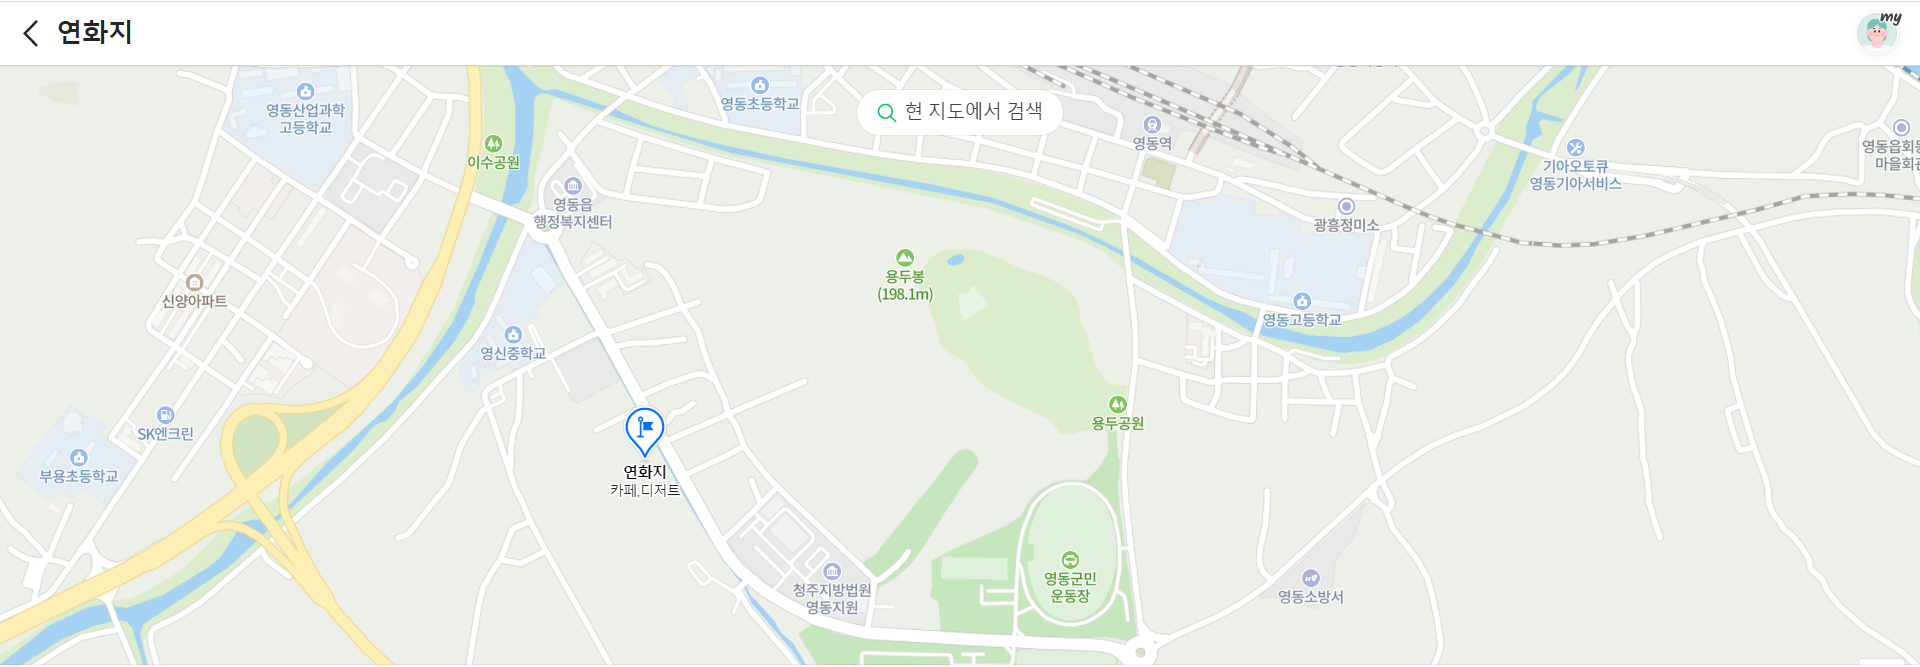 연화지
my
현 지도에서 검색
영동산업과학
고등학교
영동초등학교
이수공원
영동역
기아오토큐
영동기아서비스
마을회관
영동읍
행정복지센터
광흥정미소
용두봉
(198.1m)
신양아파트
영동고등학교
영신중학교
용두공원
SK엔크린
부용초등학교
연화지
카페,디저트
영동군민
운동장
청주지방법원
영동지원
영동소방서